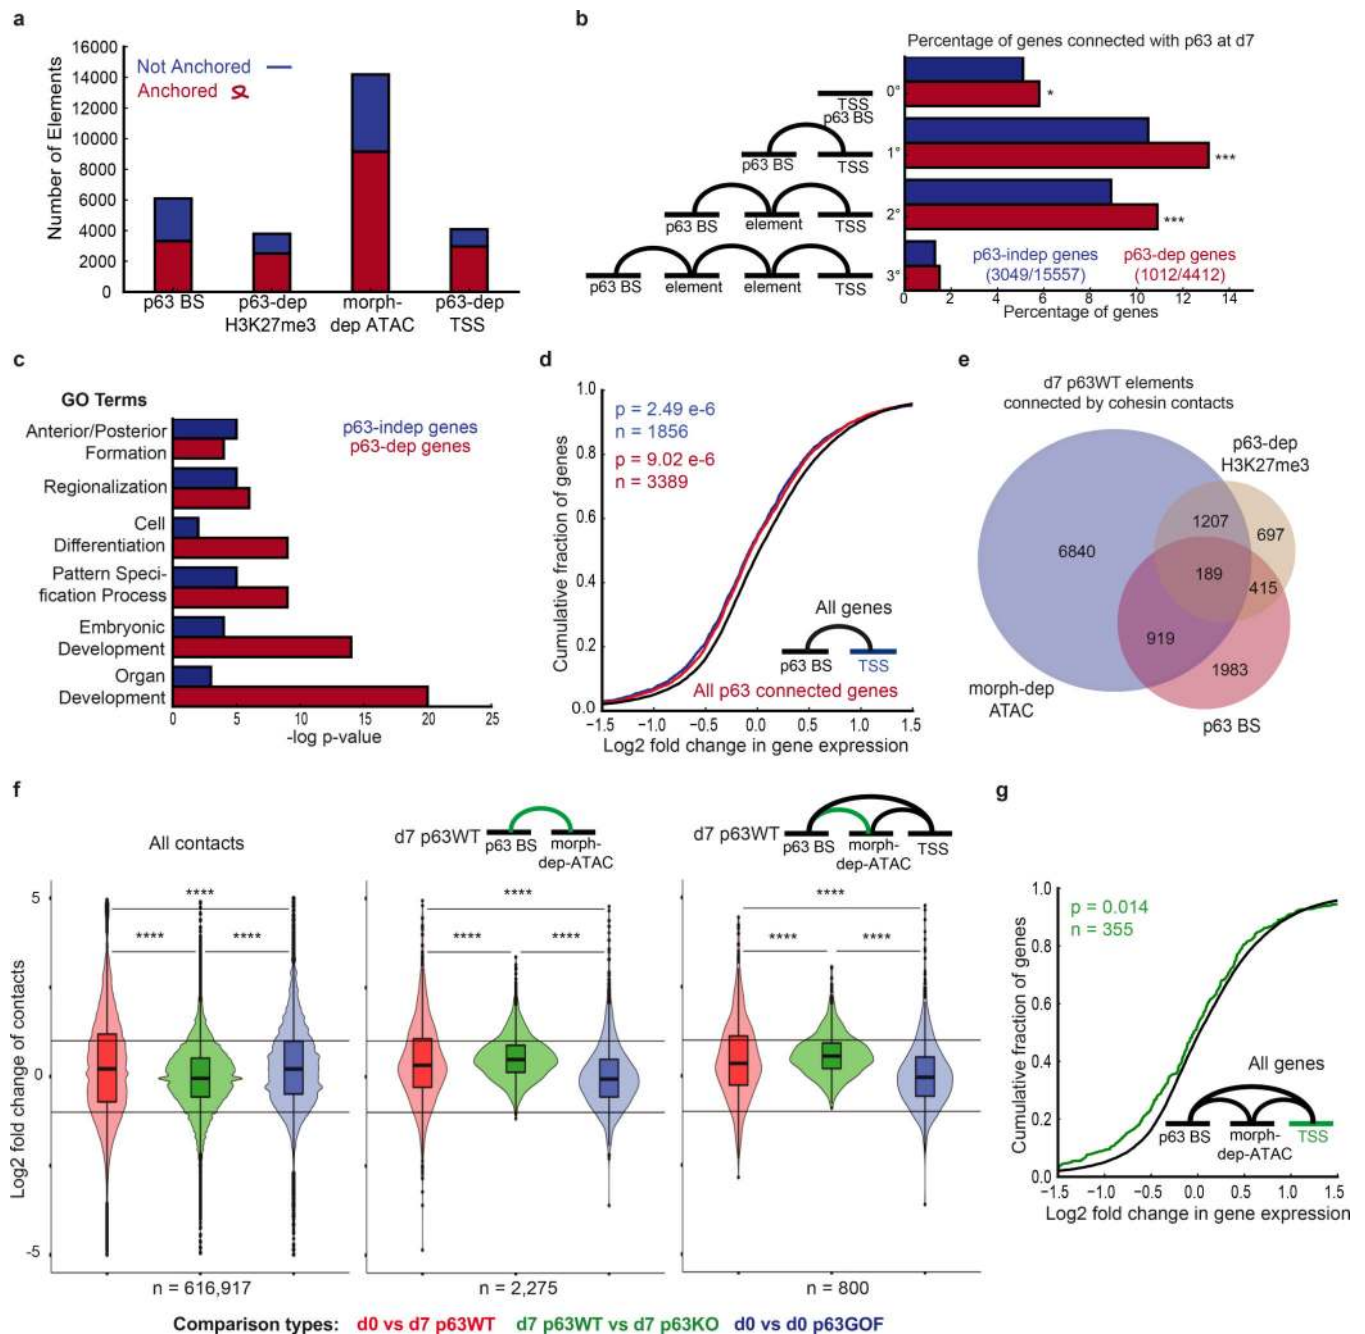 a
16000
14000
12000
10000
8000
6000
4000
2000
0
Number of Elements
Not Anchored
Anchored
p63 BS
p63-dep
H3K27me3
morph-
dep ATAC
p63-dep
TSS
b
Percentage of genes connected with p63 at d7
TSS
p63 BS
0°
*
p63 BS
TSS
1°
***
p63 BS
element
TSS
2°
***
p63 BS
element
element
TSS
3°
p63-indep genes
(3049/15557)
p63-dep genes
(1012/4412)
0 2 4 6 8 10 12 14
Percentage of genes
c
GO Terms
p63-indep genes
p63-dep genes
Anterior/Posterior
Formation
Regionalization
Cell
Differentiation
Pattern Speci-
fication Process
Embryonic
Development
Organ
Development
0 5 10 15 20 25
-log p-value
d
1.0
0.8
0.6
0.4
0.2
0.0
Cumulative fraction of genes
p = 2.49 e-6
n = 1856
p = 9.02 e-6
n = 3389
All genes
p63 BS
TSS
All p63 connected genes
−1.5 −1.0 −0.5 0.0 0.5 1.0 1.5
Log2 fold change in gene expression
e
d7 p63WT elements
connected by cohesin contacts
p63-dep
H3K27me3
1207
697
6840
189
415
919
1983
morph-dep
ATAC
p63 BS
f
All contacts
d7 p63WT
p63 BS
morph-
dep-ATAC
d7 p63WT
p63 BS
morph-
dep-ATAC
TSS
5
0
-5
Log2 fold change of contacts
****
**** ****
****
**** ****
****
**** ****
n = 616,917
n = 2,275
n = 800
Comparison types: d0 vs d7 p63WT d7 p63WT vs d7 p63KO d0 vs d0 p63GOF
g
1.0
0.8
0.6
0.4
0.2
0.0
Cumulative fraction of genes
p = 0.014
n = 355
All genes
p63 BS
morph-
dep-ATAC
TSS
−1.5 −1.0 −0.5 0.0 0.5 1.0 1.5
Log2 fold change in gene expression